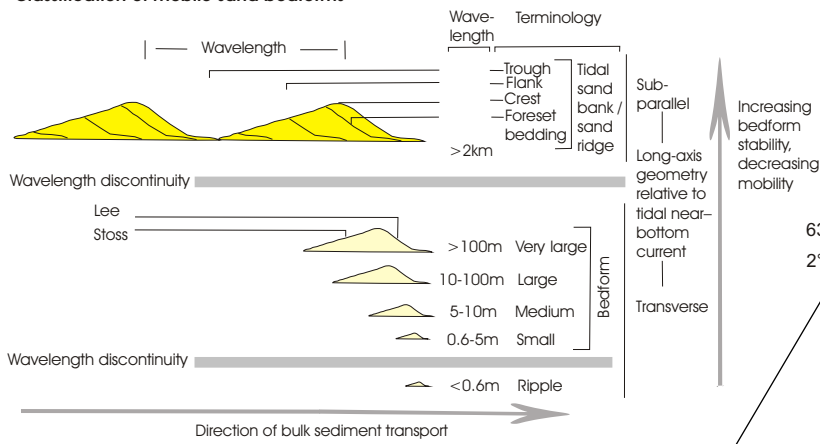 Classification of mobile sand bedforms
Wave-
length
Terminology
Wavelength
Trough
Flank
Crest
Foreset
bedding
>2km
Tidal
sand
bank /
sand
ridge
Sub-
parallel
Long-axis
geometry
relative to
tidal near–
bottom
current
Transverse
Increasing
bedform
stability,
decreasing
mobility
Wavelength discontinuity
Lee
Stoss
>100m Very large
10-100m Large
5-10m Medium
0.6-5m Small
Bedform
Wavelength discontinuity
<0.6m Ripple
Direction of bulk sediment transport